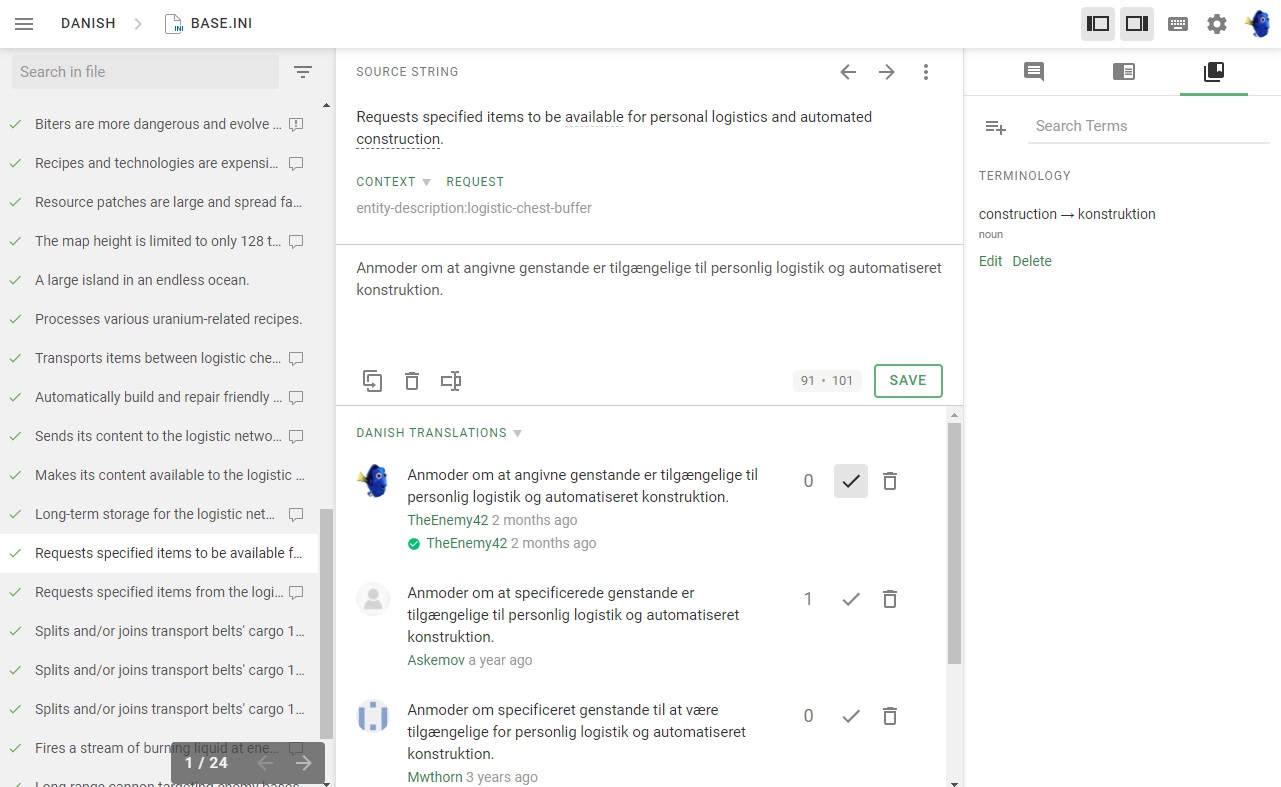 DANISH
BASE.INI
INI
Search in file
Biters are more dangerous and evolve ...
Recipes and technologies are expensi...
Resource patches are large and spread fa...
The map height is limited to only 128 t...
A large island in an endless ocean.
Processes various uranium-related recipes.
Transports items between logistic che...
Automatically build and repair friendly ...
Sends its content to the logistic netwo...
Makes its content available to the logistic ...
Long-term storage for the logistic net...
Requests specified items to be available f...
Requests specified items from the logi...
Splits and/or joins transport belts' cargo 1...
Splits and/or joins transport belts' cargo 1...
Splits and/or joins transport belts' cargo 1...
Fires a stream of burning liquid at ene...
Long range cannon targeting enemy bases
1 / 24
SOURCE STRING
Requests specified items to be available for personal logistics and automated
construction.
CONTEXT REQUEST
entity-description:logistic-chest-buffer
Anmoder om at angivne genstande er tilgængelige til personlig logistik og automatiseret
konstruktion.
91 • 101
SAVE
DANISH TRANSLATIONS
Anmoder om at angivne genstande er tilgængelige til
personlig logistik og automatiseret konstruktion.
0
TheEnemy42 2 months ago
TheEnemy42 2 months ago
Anmoder om at specificerede genstande er
tilgængelige til personlig logistik og automatiseret
konstruktion.
1
Askemov a year ago
Anmoder om specificeret genstande til at være
tilgængelige for personlig logistik og automatiseret
konstruktion.
0
Mwthorn 3 years ago
Search Terms
TERMINOLOGY
construction → konstruktion
noun
Edit Delete